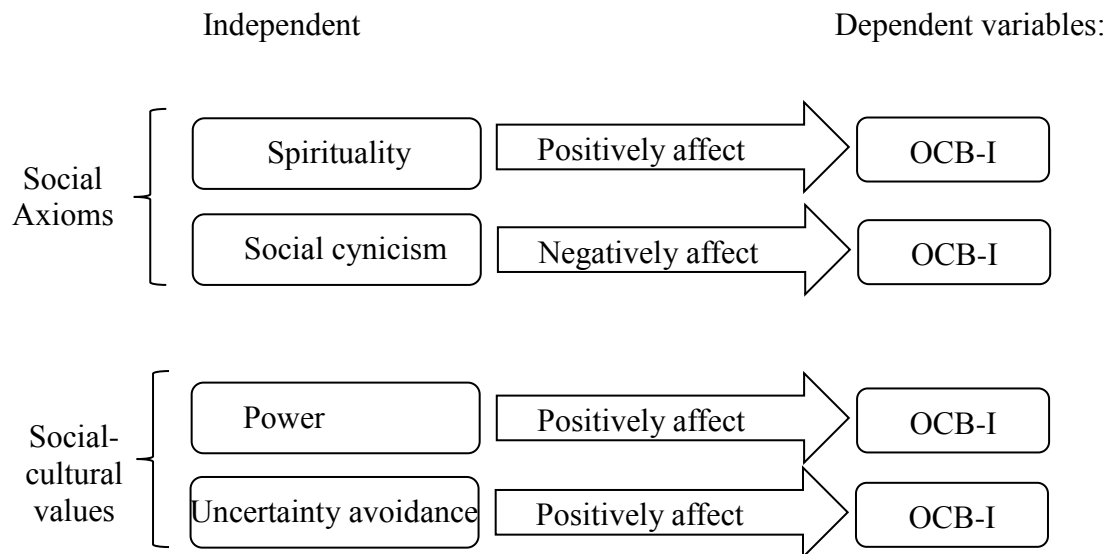 Independent
Dependent variables:
Social
Axioms
Spirituality
Positively affect
OCB-I
Social cynicism
Negatively affect
OCB-I
Social-
cultural
values
Power
Positively affect
OCB-I
Uncertainty avoidance
Positively affect
OCB-I